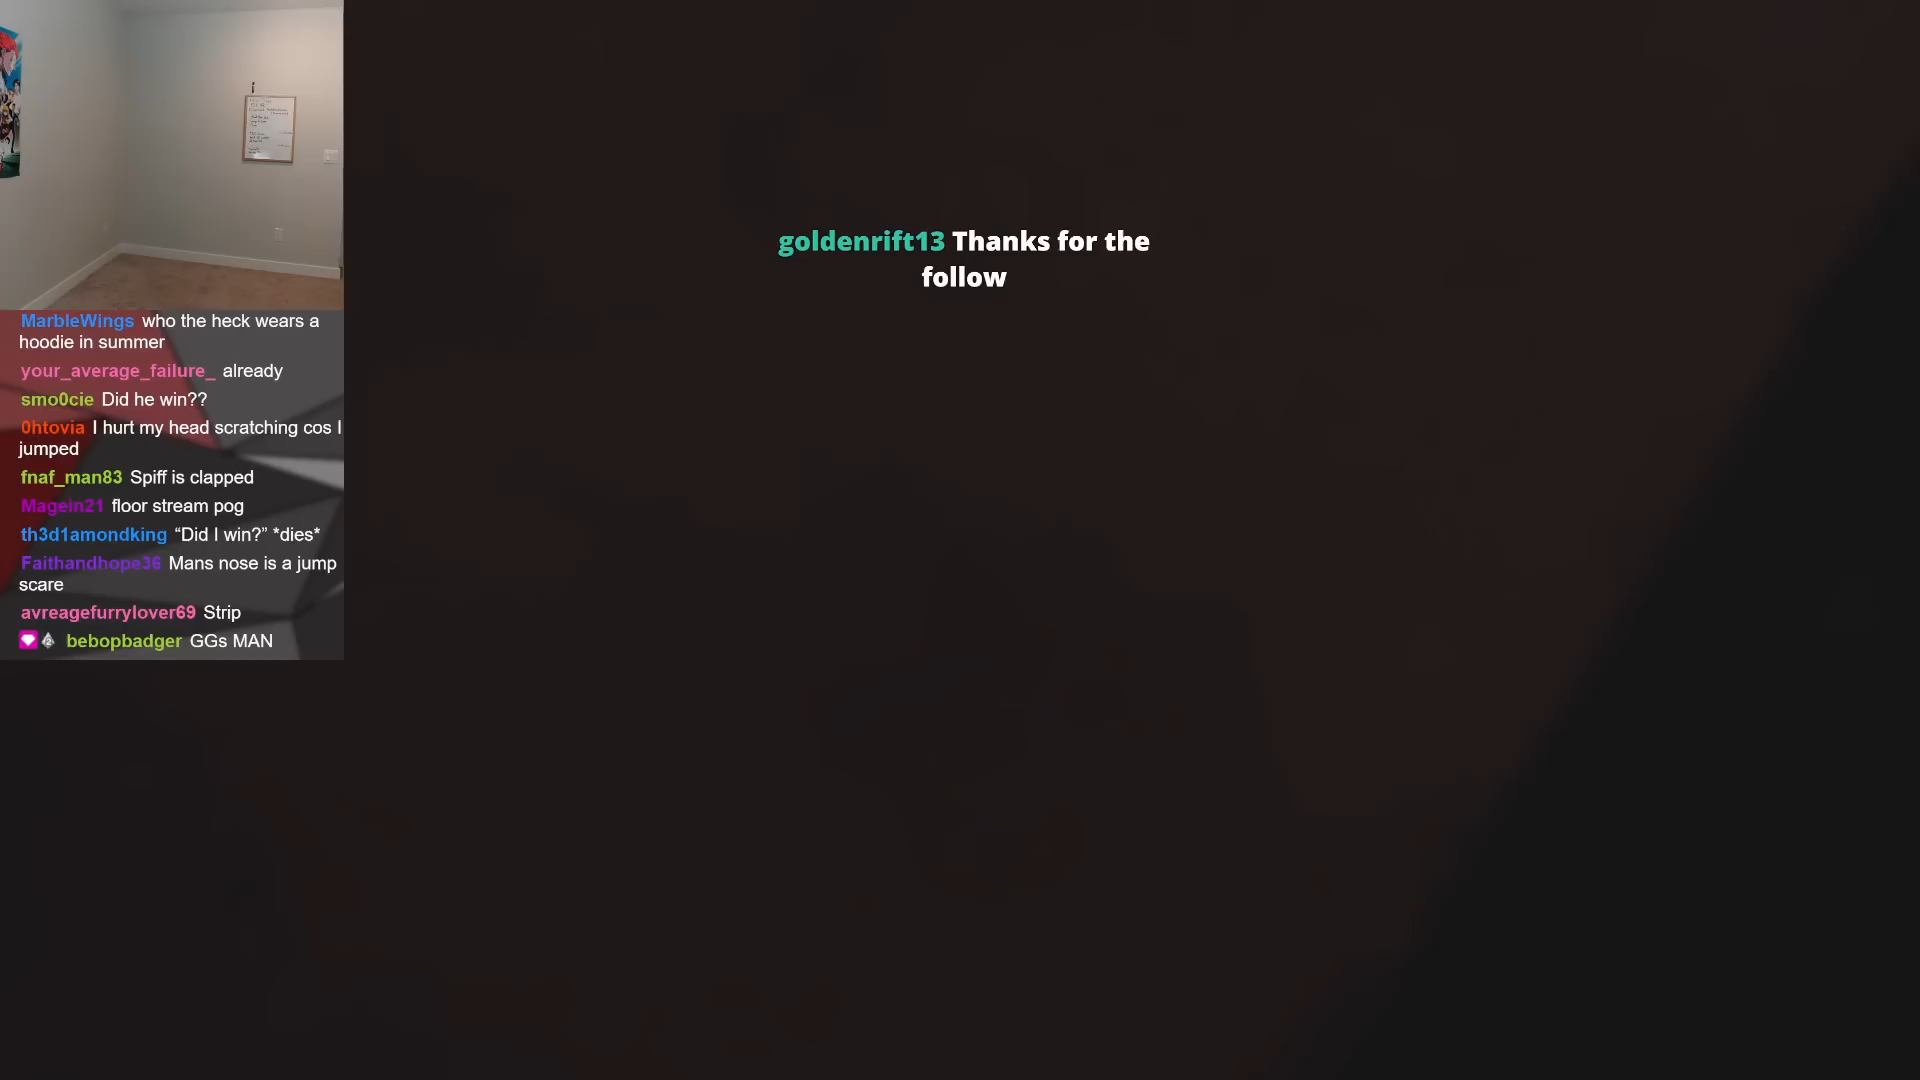 goldenrift13 Thanks for the
follow
MarbleWings who the heck wears a
hoodie in summer
your_average_failure_ already
smo0cie Did he win??
0htovia I hurt my head scratching cos I
jumped
fnaf_man83 Spiff is clapped
Magein21 floor stream pog
th3d1amondking “Did I win?” *dies*
Faithandhope36 Mans nose is a jump
scare
avreagefurrylover69 Strip
bebopbadger GGs MAN